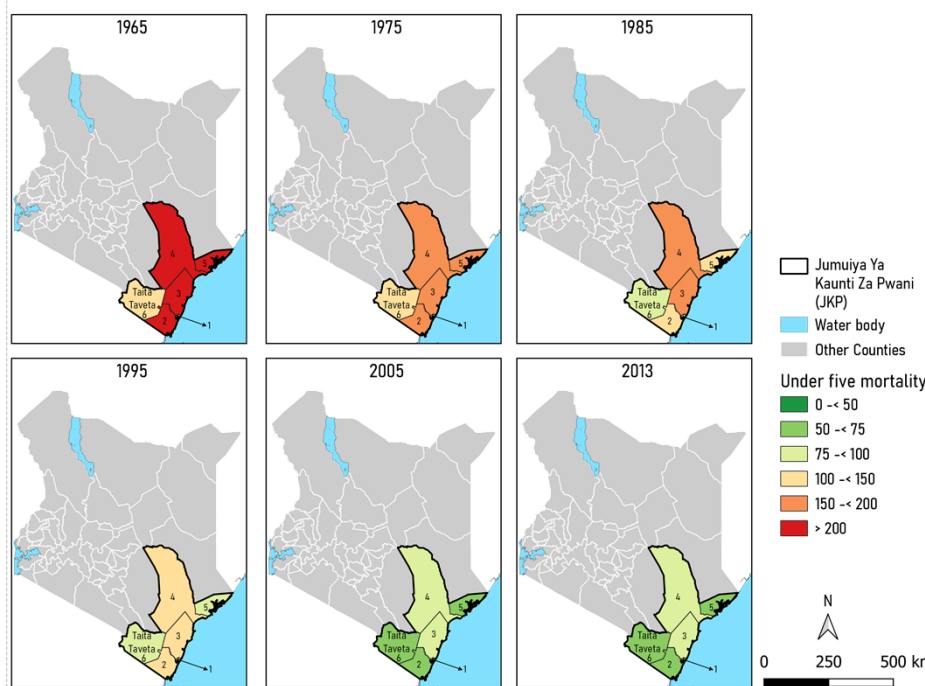 1965
1975
1985
4
5
3
Taita
Taveta
6
2
1
4
5
3
Taita
Taveta
6
2
1
4
5
3
Taita
Taveta
6
2
1
1995
2005
2013
4
5
3
Taita
Taveta
6
2
1
4
5
3
Taita
Taveta
6
2
1
4
5
3
Taita
Taveta
6
2
1
Jumuiya Ya
Kaunti Za Pwani
(JKP)
Water body
Other Counties
Under five mortality
0 -< 50
50 -< 75
75 -< 100
100 -< 150
150 -< 200
> 200
N
0 250 500 km